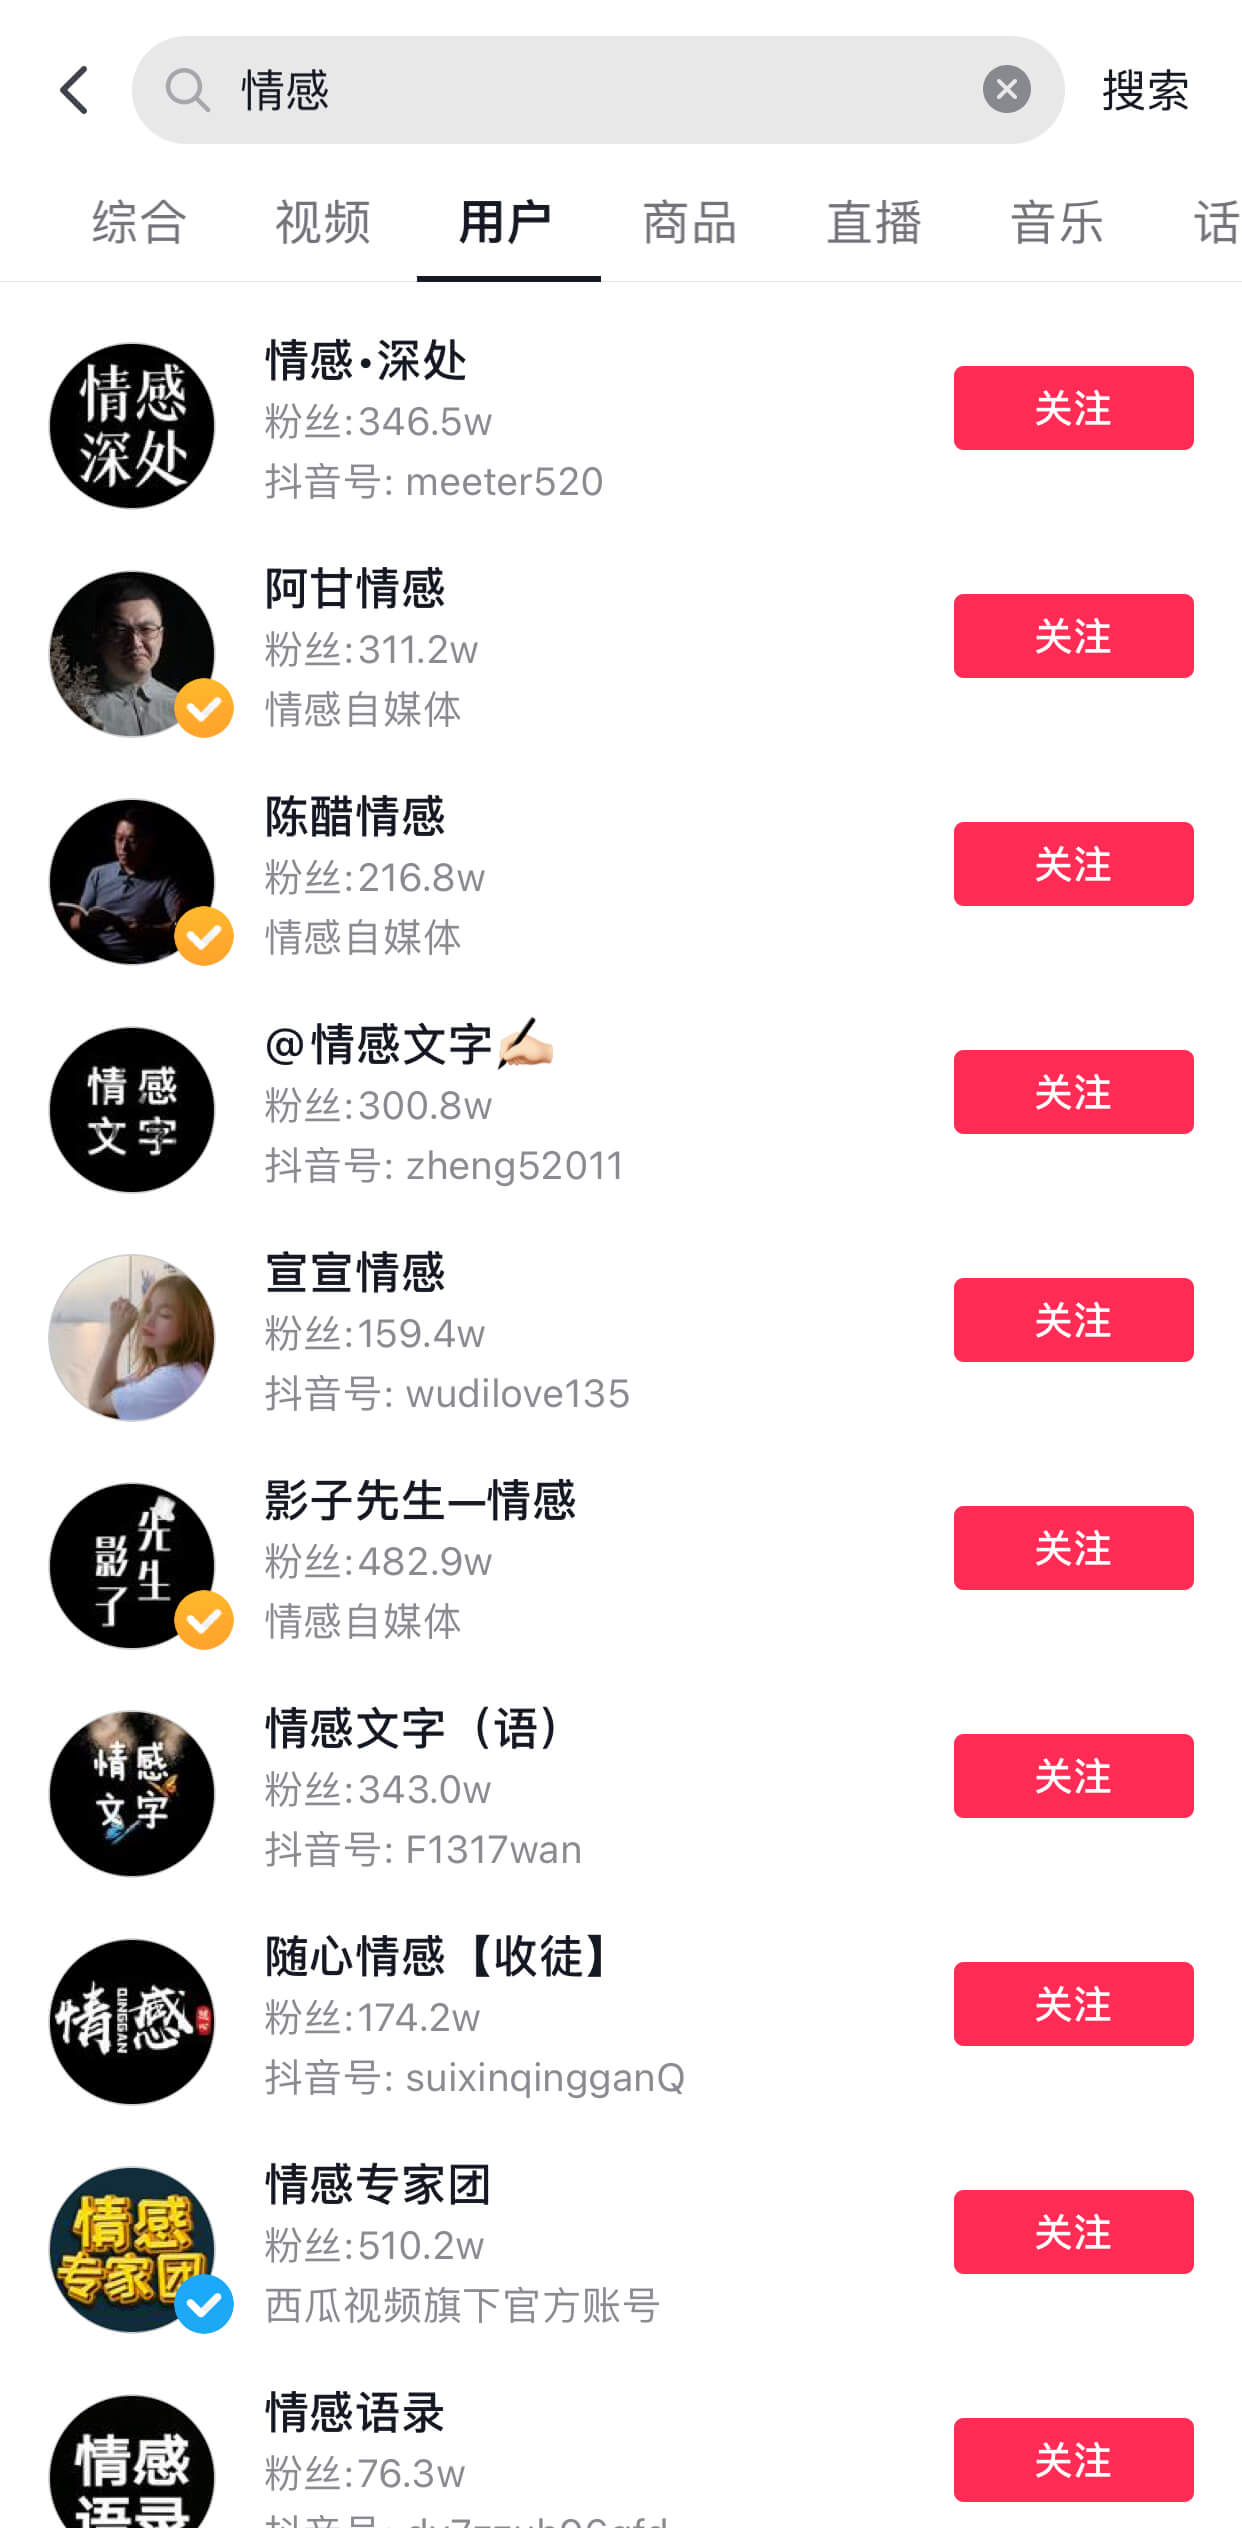 情感
搜索
综合 视频 用户 商品 直播 音乐 话
情感
深处
情感•深处
粉丝:346.5w
抖音号: meeter520
关注
阿甘情感
粉丝:311.2w
情感自媒体
关注
陈醋情感
粉丝:216.8w
情感自媒体
关注
情感
文字
@情感文字✍🏻
粉丝:300.8w
抖音号: zheng52011
关注
宣宣情感
粉丝:159.4w
抖音号: wudilove135
关注
先生
影子
影子先生—情感
粉丝:482.9w
情感自媒体
关注
情感
文字
情感文字（语）
粉丝:343.0w
抖音号: F1317wan
关注
情感
QINGGAN
随心情感【收徒】
粉丝:174.2w
抖音号: suixinqingganQ
关注
情感
专家团
情感专家团
粉丝:510.2w
西瓜视频旗下官方账号
关注
情感
语录
情感语录
粉丝:76.3w
关注